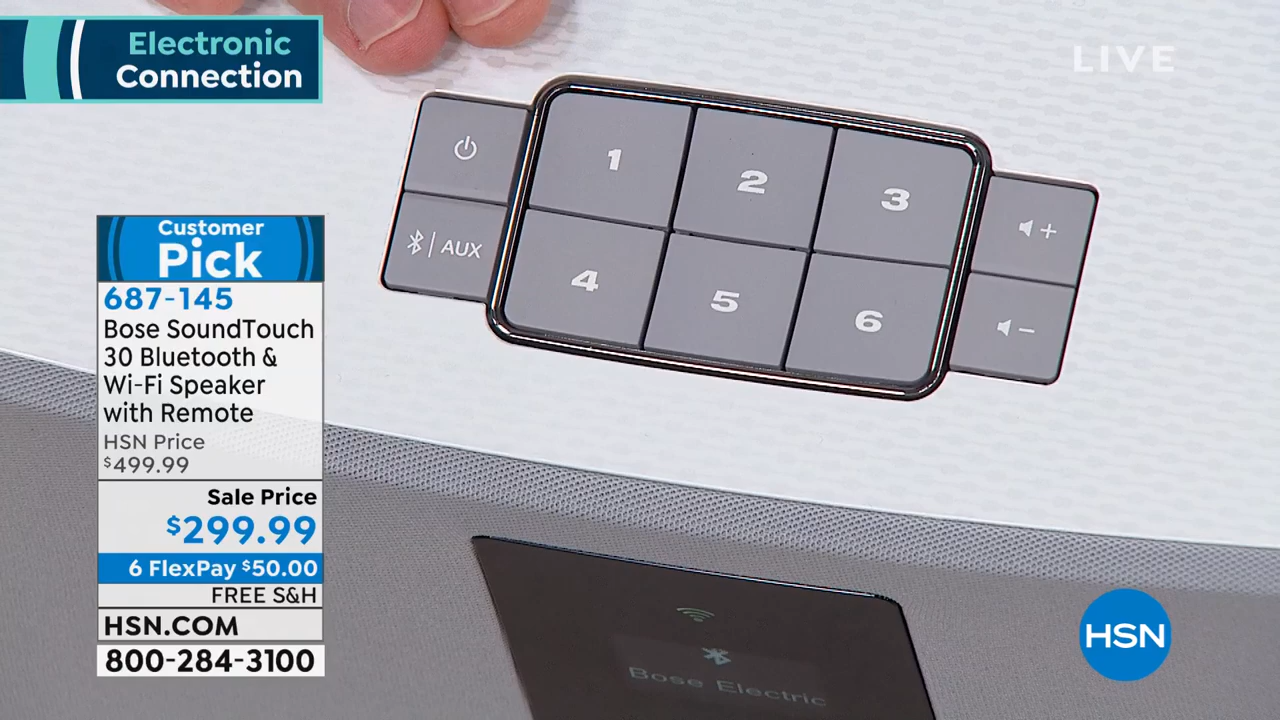 Electronic
Connection
LIVE
1
2
3
4
5
6
AUX
+
−
Customer
Pick
687-145
Bose SoundTouch
30 Bluetooth &
Wi-Fi Speaker
with Remote
HSN Price
$499.99
Sale Price
$299.99
6 FlexPay $50.00
FREE S&H
HSN.COM
800-284-3100
Bose Electric
HSN